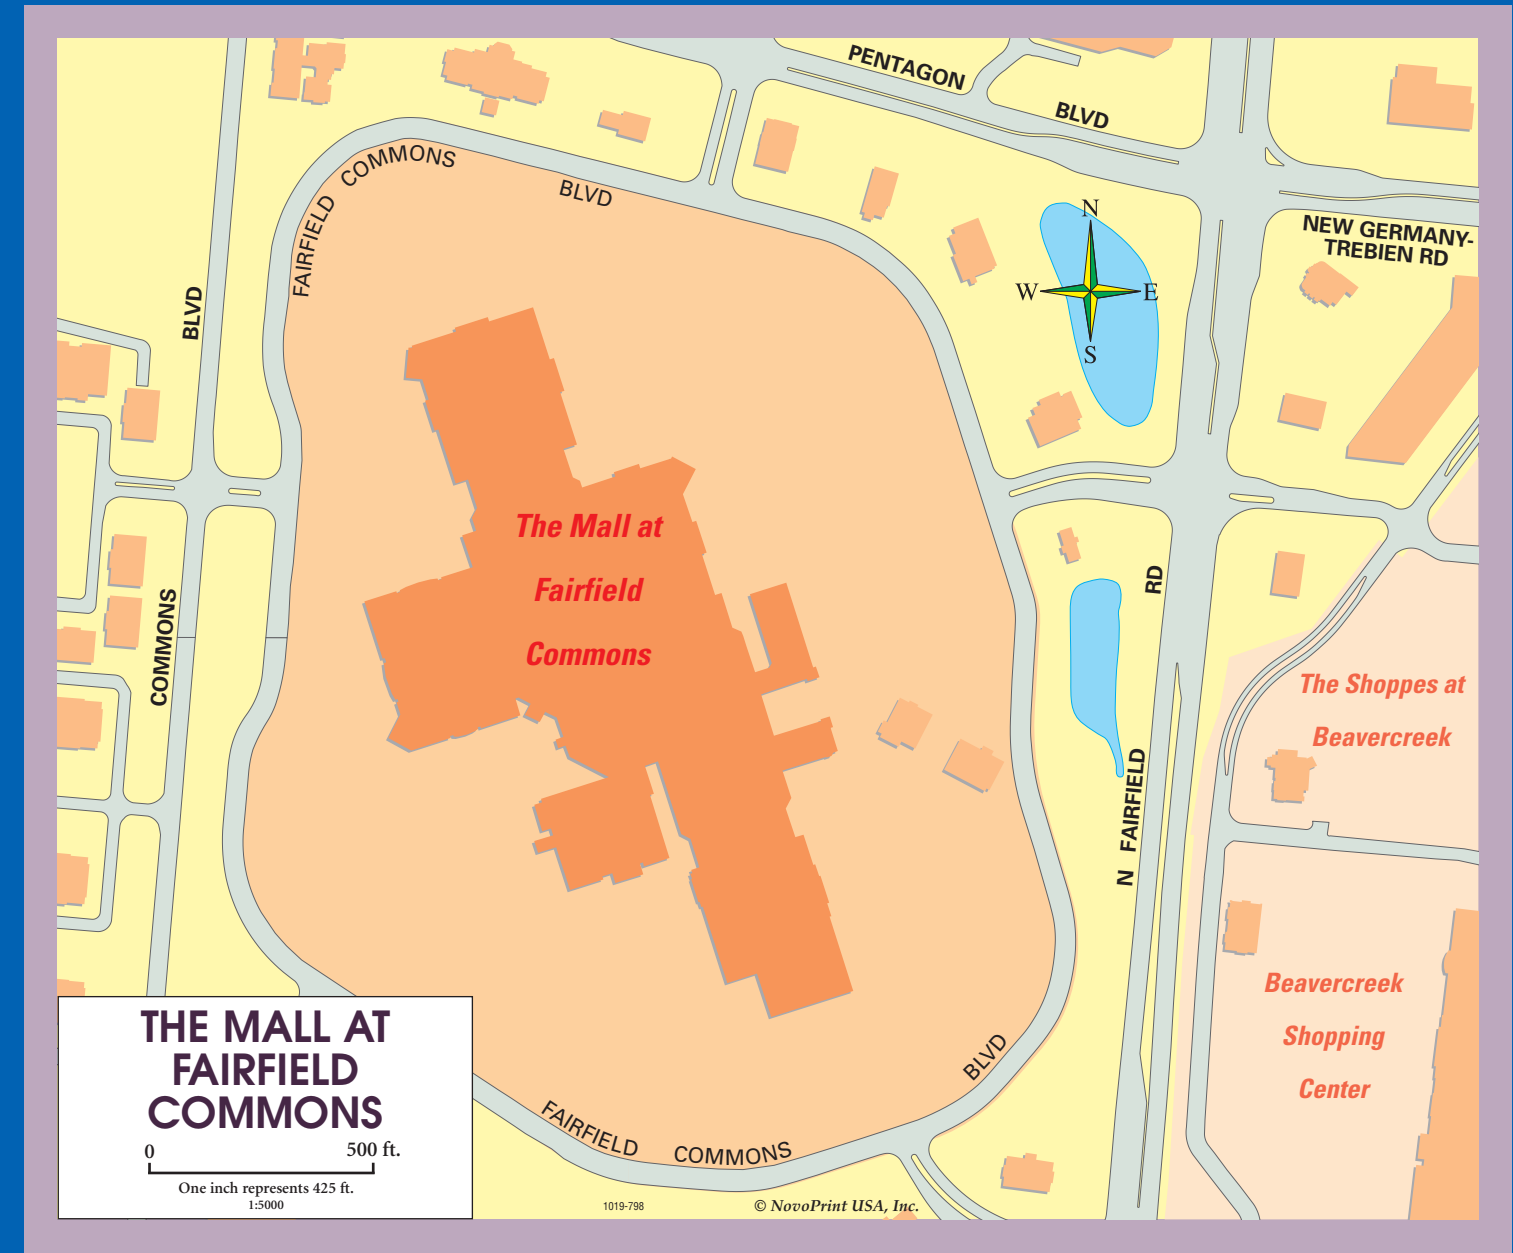 PENTAGON
BLVD
COMMONS
FAIRFIELD
BLVD
N
W
E
S
NEW GERMANY-
TREBIEN RD
BLVD
COMMONS
The Mall at
Fairfield
Commons
RD
FAIRFIELD
N
The Shoppes at
Beavercreek
Beavercreek
Shopping
Center
BLVD
FAIRFIELD
COMMONS
THE MALL AT
FAIRFIELD
COMMONS
0 500 ft.
One inch represents 425 ft.
1:5000
1019-798
© NovoPrint USA, Inc.